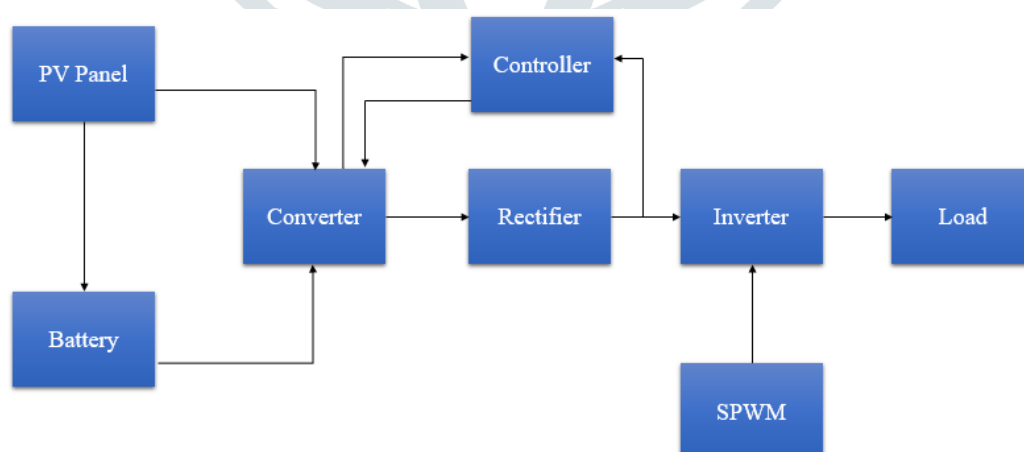 PV Panel
Controller
Converter
Rectifier
Inverter
Load
Battery
SPWM